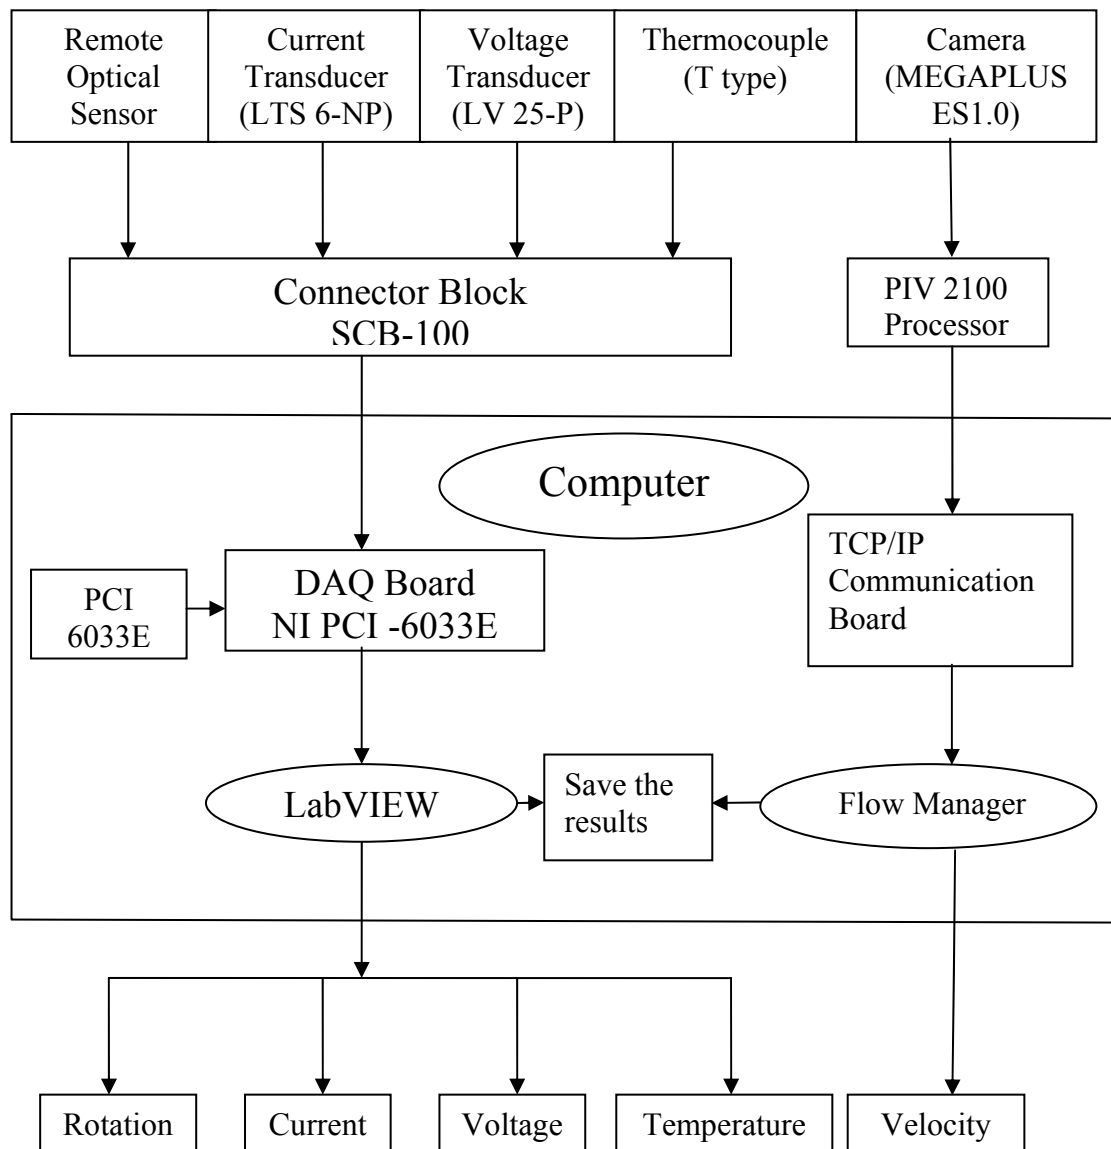 Remote
Optical
Sensor
Current
Transducer
(LTS 6-NP)
Voltage
Transducer
(LV 25-P)
Thermocouple
(T type)
Camera
(MEGAPLUS
ES1.0)
Connector Block
SCB-100
PIV 2100
Processor
Computer
TCP/IP
Communication
Board
PCI
6033E
DAQ Board
NI PCI -6033E
LabVIEW
Save the
results
Flow Manager
Rotation
Current
Voltage
Temperature
Velocity